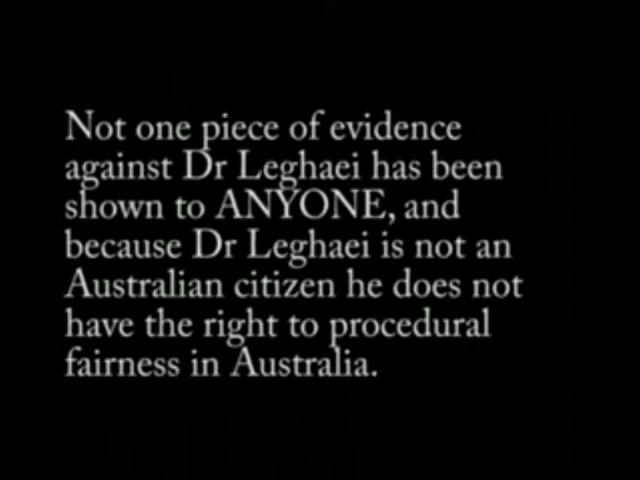 Not one piece of evidence
against Dr Leghaei has been
shown to ANYONE, and
because Dr Leghaei is not an
Australian citizen he does not
have the right to procedural
fairness in Australia.